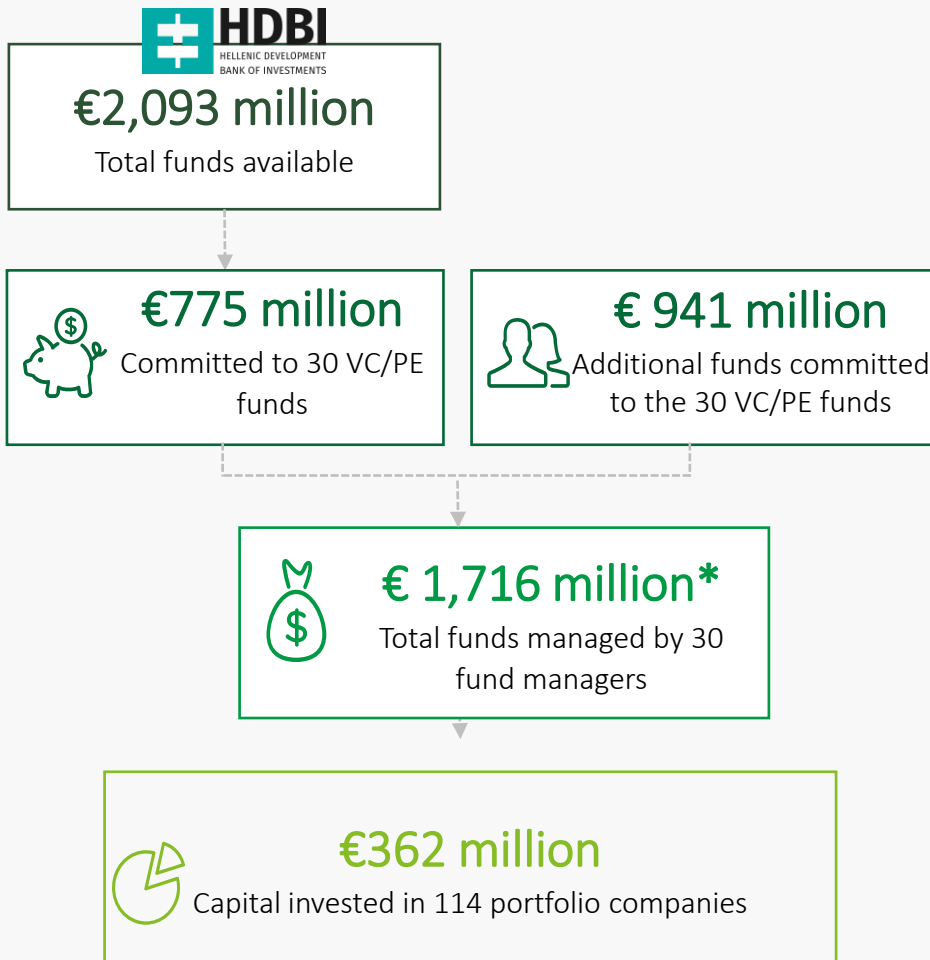 HDBI
HELLENIC DEVELOPMENT
BANK OF INVESTMENTS
€2,093 million
Total funds available
€775 million
Committed to 30 VC/PE
funds
€ 941 million
Additional funds committed
to the 30 VC/PE funds
€ 1,716 million*
Total funds managed by 30
fund managers
€362 million
Capital invested in 114 portfolio companies